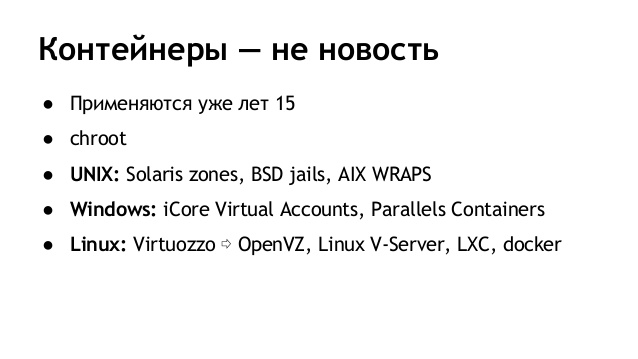 Контейнеры — не новость
● Применяются уже лет 15
● chroot
● UNIX: Solaris zones, BSD jails, AIX WRAPS
● Windows: iCore Virtual Accounts, Parallels Containers
● Linux: Virtuozzo ⇨ OpenVZ, Linux V-Server, LXC, docker